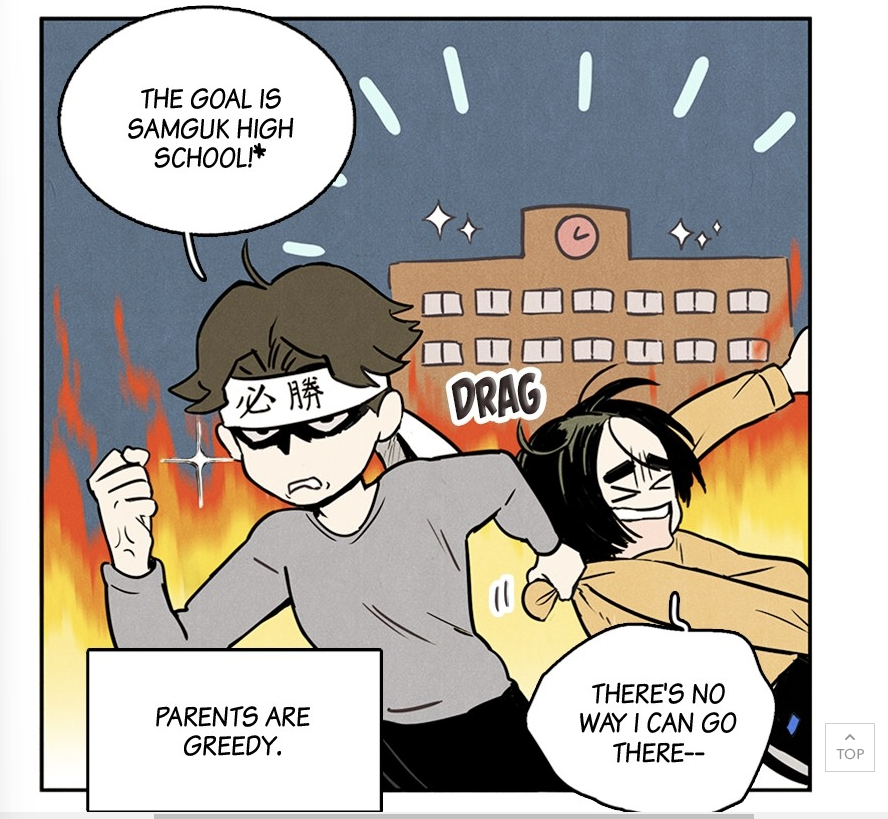 THE GOAL IS
SAMGUK HIGH
SCHOOL!*
必勝
DRAG
THERE'S NO
WAY I CAN GO
THERE--
PARENTS ARE
GREEDY.
TOP